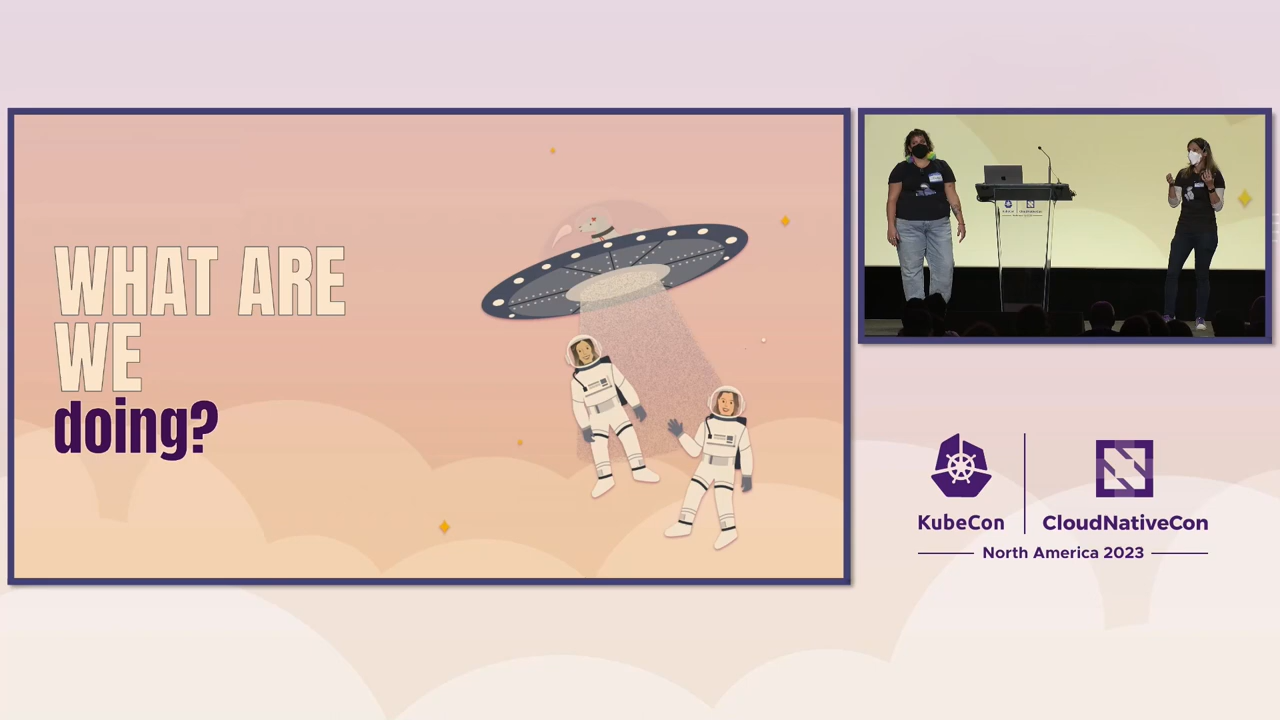 WHAT ARE
WE
doing?
KubeCon
CloudNativeCon
North America 2023